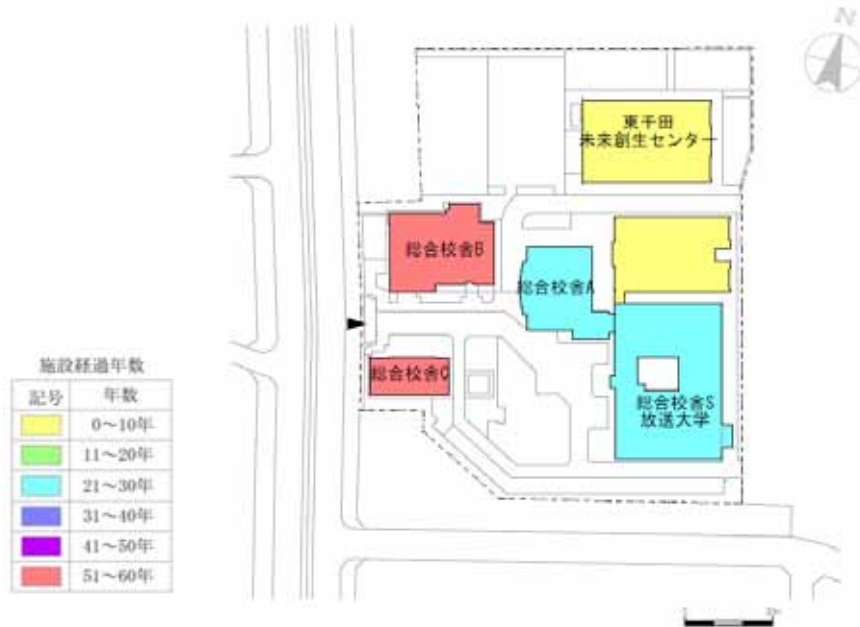 N
東千田
未来創生センター
総合校舎B
総合校舎A
総合校舎C
総合校舎S
放送大学
施設経過年数
記号 年数
0～10年
11～20年
21～30年
31～40年
41～50年
51～60年